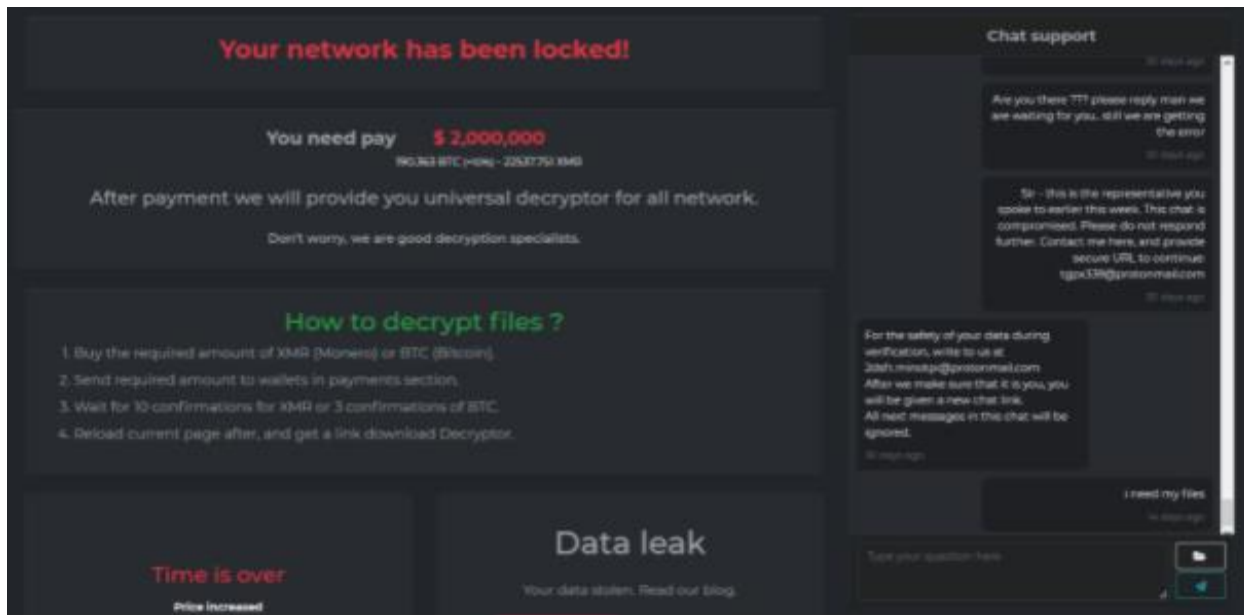 Your network has been locked!
You need pay $ 2,000,000
After payment we will provide you universal decryptor for all network.
Don't worry, we are good decryption specialists.
How to decrypt files ?
1. Buy the required amount of XMR (Monero) or BTC (Bitcoin).
2. Send required amount to wallets in payments section.
3. Wait for 10 confirmations for XMR or 3 confirmations of BTC.
4. Reload current page after, and get a link download Decryptor.
Time is over
Price increased
Data leak
Your data stolen. Read our blog.
Chat support
Are you there ??? please reply man we
are waiting for you.. still we are getting
the error
Sir - this is the representative you
spoke to earlier this week. This chat is
compromised. Please do not respond
further. Contact me here, and provide
secure URL to continue:
For the safety of your data during
verification, write to us at
After we make sure that it is you, you
will be given a new chat link.
All next messages in this chat will be
ignored.
i need my files
Type your question here